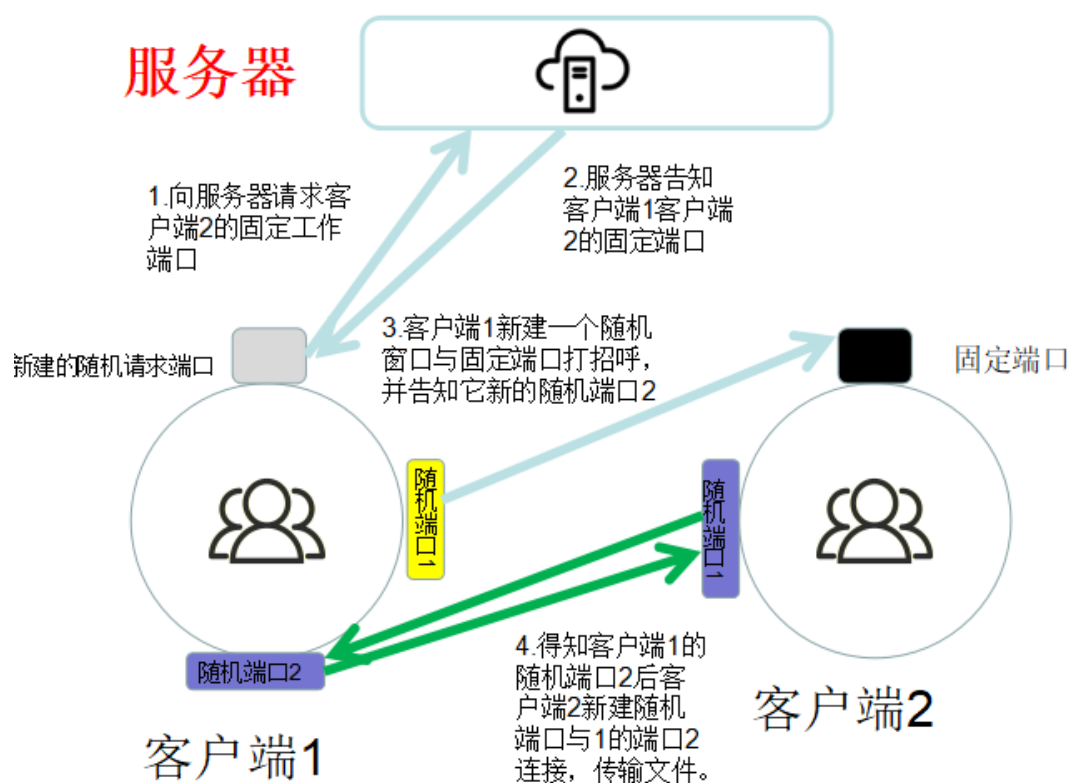 服务器
1.向服务器请求客
户端2的固定工作
端口
2.服务器告知
客户端1客户端
2的固定端口
3.客户端1新建一个随机
窗口与固定端口打招呼，
并告知它新的随机端口2
新建的随机请求端口
固定端口
随机端口1
随机端口1
随机端口2
4.得知客户端1的
随机端口2后客
户端2新建随机
端口与1的端口2
连接，传输文件。
客户端1
客户端2